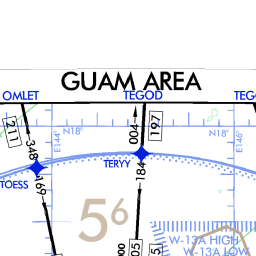 GUAM AREA
OMLET
TEGOD
TEG
211
004
197
N18°
N18°
E144°
E146°
348
TERYY
184
TOESS
169
56
W-13A HIGH
W-13A LOW